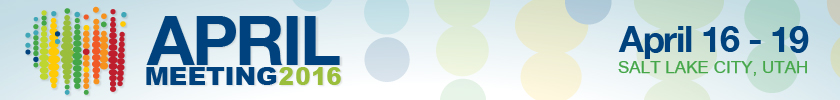 APRIL
MEETING2016
April 16 - 19
SALT LAKE CITY, UTAH